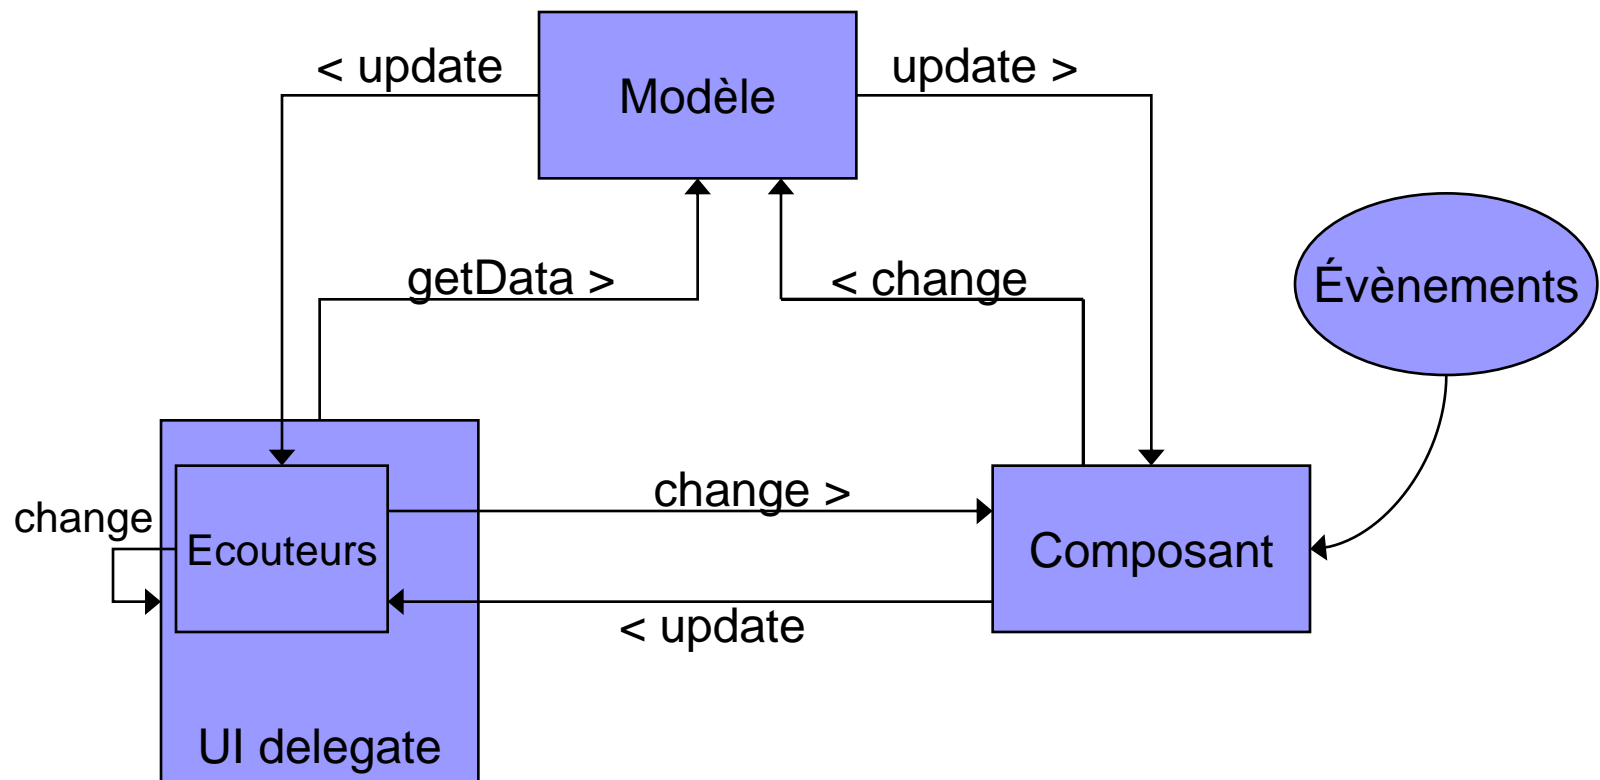 < update
update >
Modèle
getData >
< change
Évènements
change >
change
Ecouteurs
Composant
< update
UI delegate